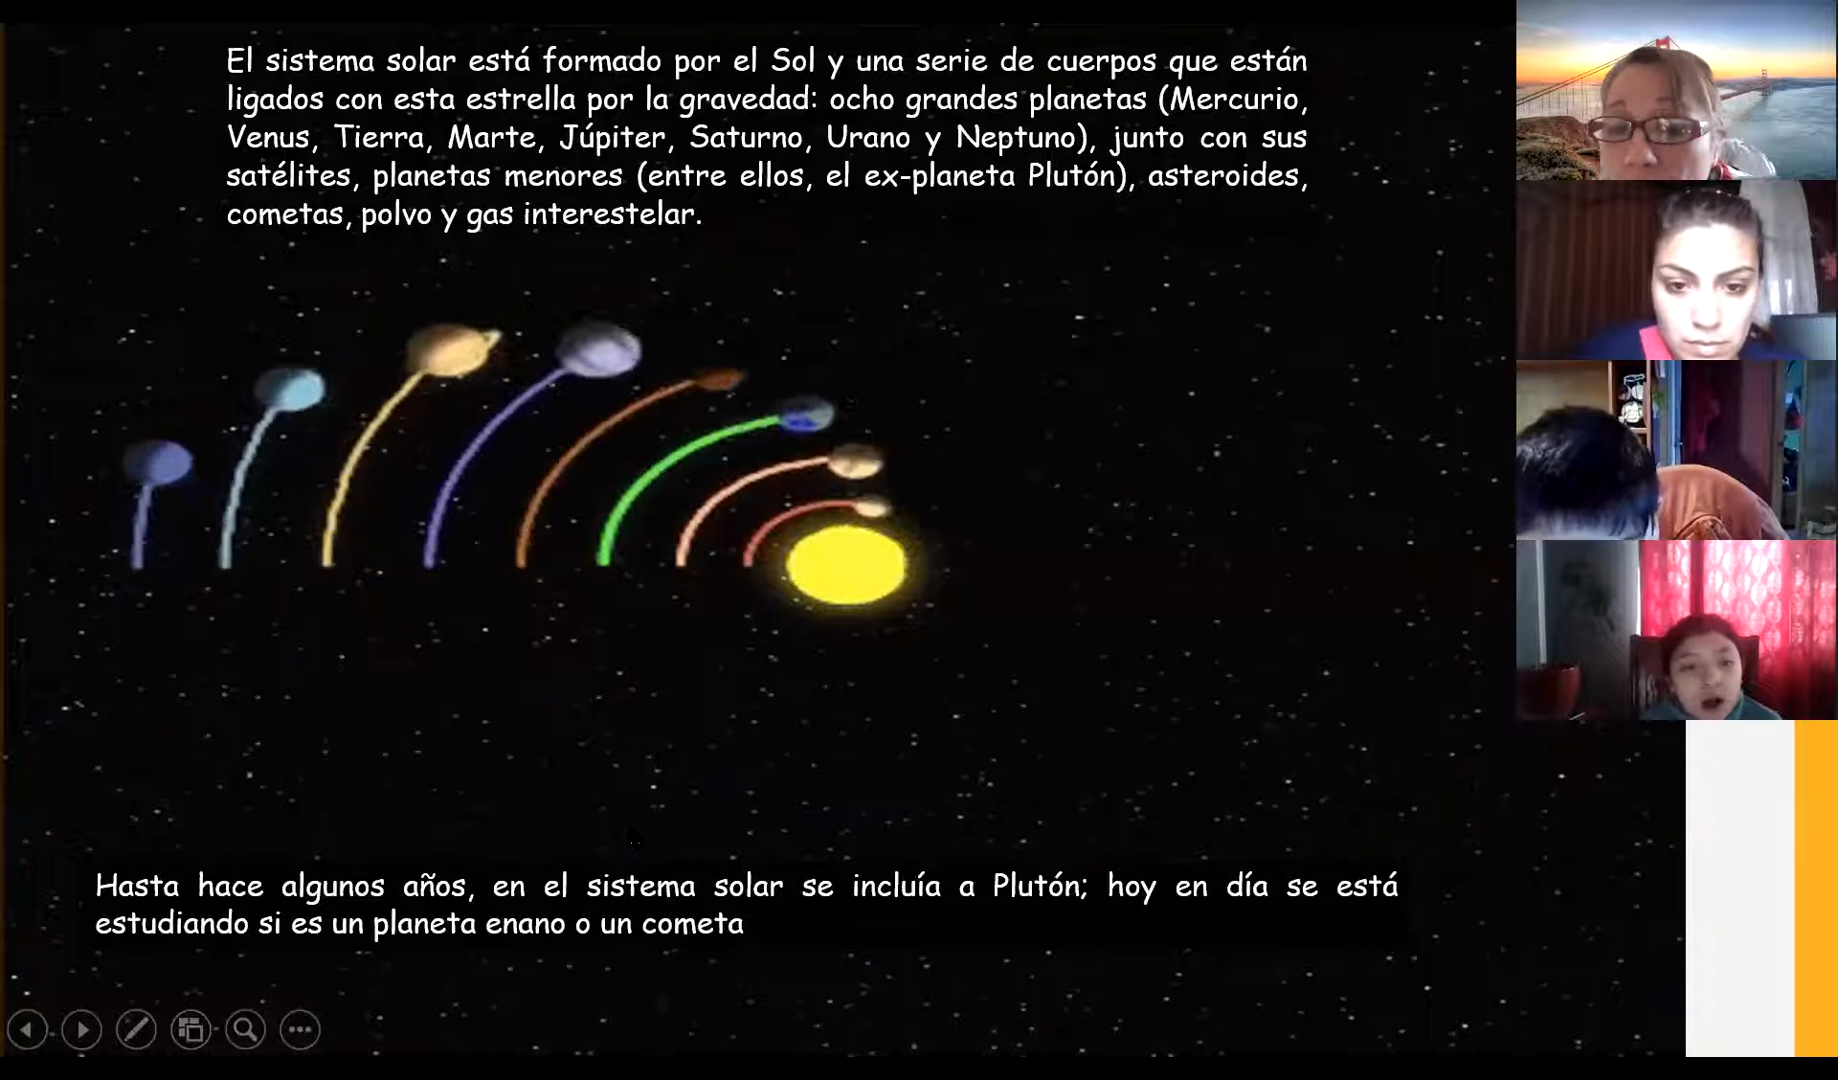 El sistema solar está formado por el Sol y una serie de cuerpos que están
ligados con esta estrella por la gravedad: ocho grandes planetas (Mercurio,
Venus, Tierra, Marte, Júpiter, Saturno, Urano y Neptuno), junto con sus
satélites, planetas menores (entre ellos, el ex-planeta Plutón), asteroides,
cometas, polvo y gas interestelar.
Hasta hace algunos años, en el sistema solar se incluía a Plutón; hoy en día se está
estudiando si es un planeta enano o un cometa